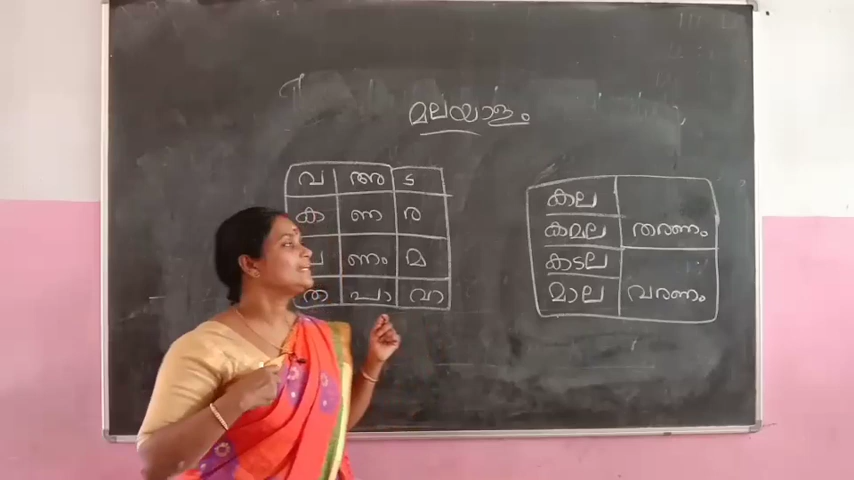 മലയാളം
വ അ ട
ക ണ ര
ണം മ
ത പാ വ
കല
കമല തരണം
കടല
മാല വരണം